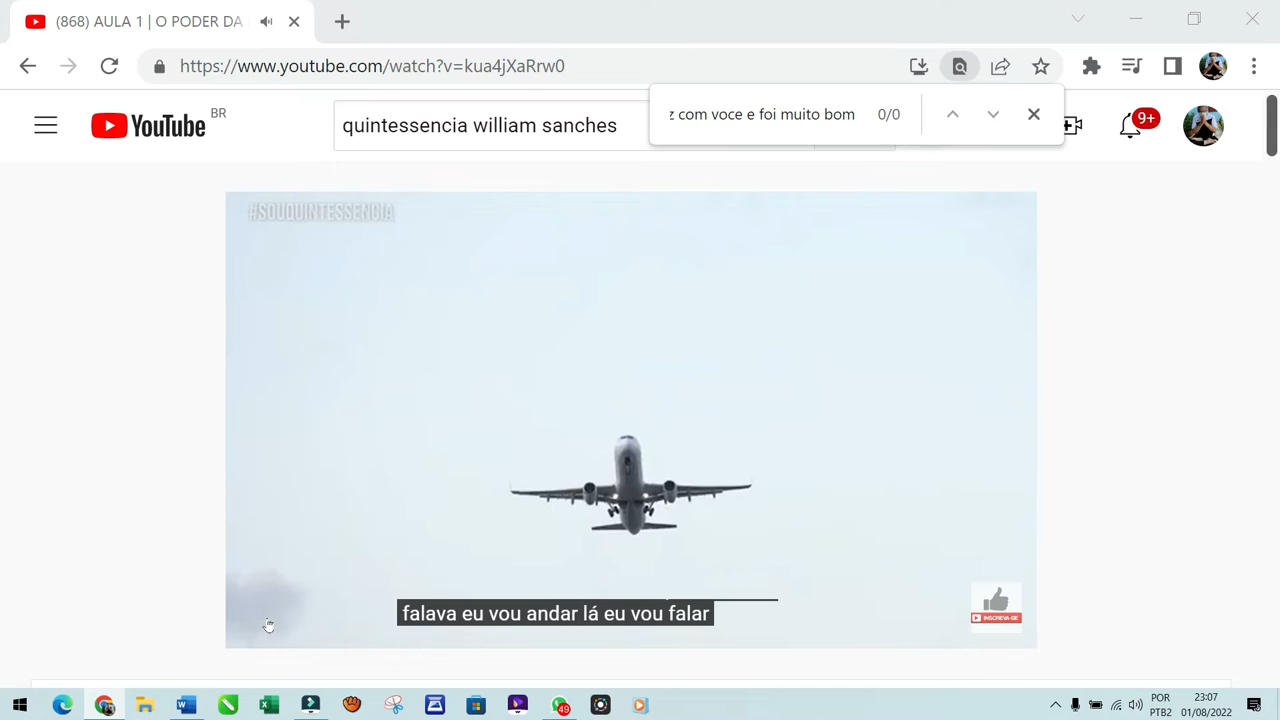 (868) AULA 1 | O PODER DA
https://www.youtube.com/watch?v=kua4jXaRrw0
z com voce e foi muito bom
0/0
YouTube
BR
quintessencia william sanches
9+
#SOUQUINTESSENCIA
falava eu vou andar lá eu vou falar
INSCREVA-SE
49
POR
PTB2
23:07
01/08/2022